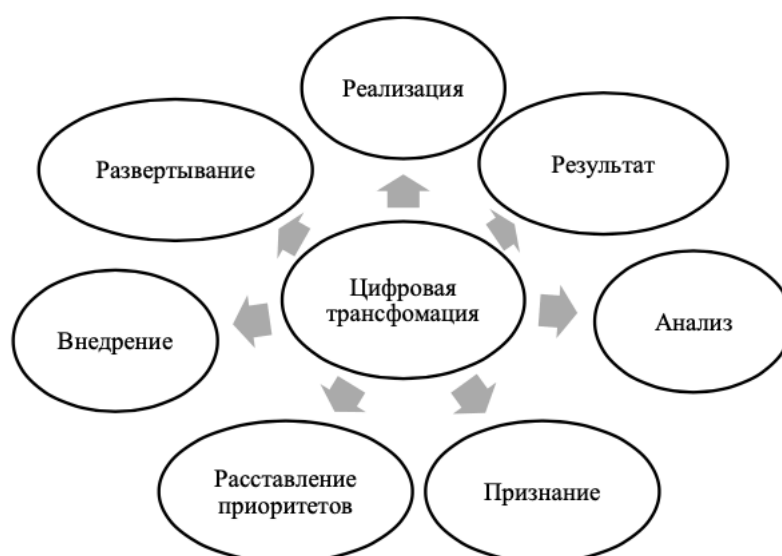 Реализация
Развертывание
Результат
Цифровая
трансфомация
Внедрение
Анализ
Расставление
приоритетов
Признание